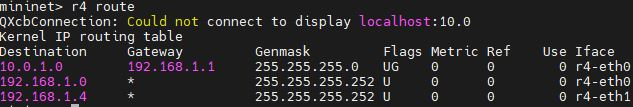 mininet> r4 route
QXcbConnection: Could not connect to display localhost:10.0
Kernel IP routing table
Destination     Gateway         Genmask         Flags Metric Ref    Use Iface
10.0.1.0        192.168.1.1     255.255.255.0   UG    0      0        0 r4-eth0
192.168.1.0     *               255.255.255.252 U     0      0        0 r4-eth0
192.168.1.4     *               255.255.255.252 U     0      0        0 r4-eth1